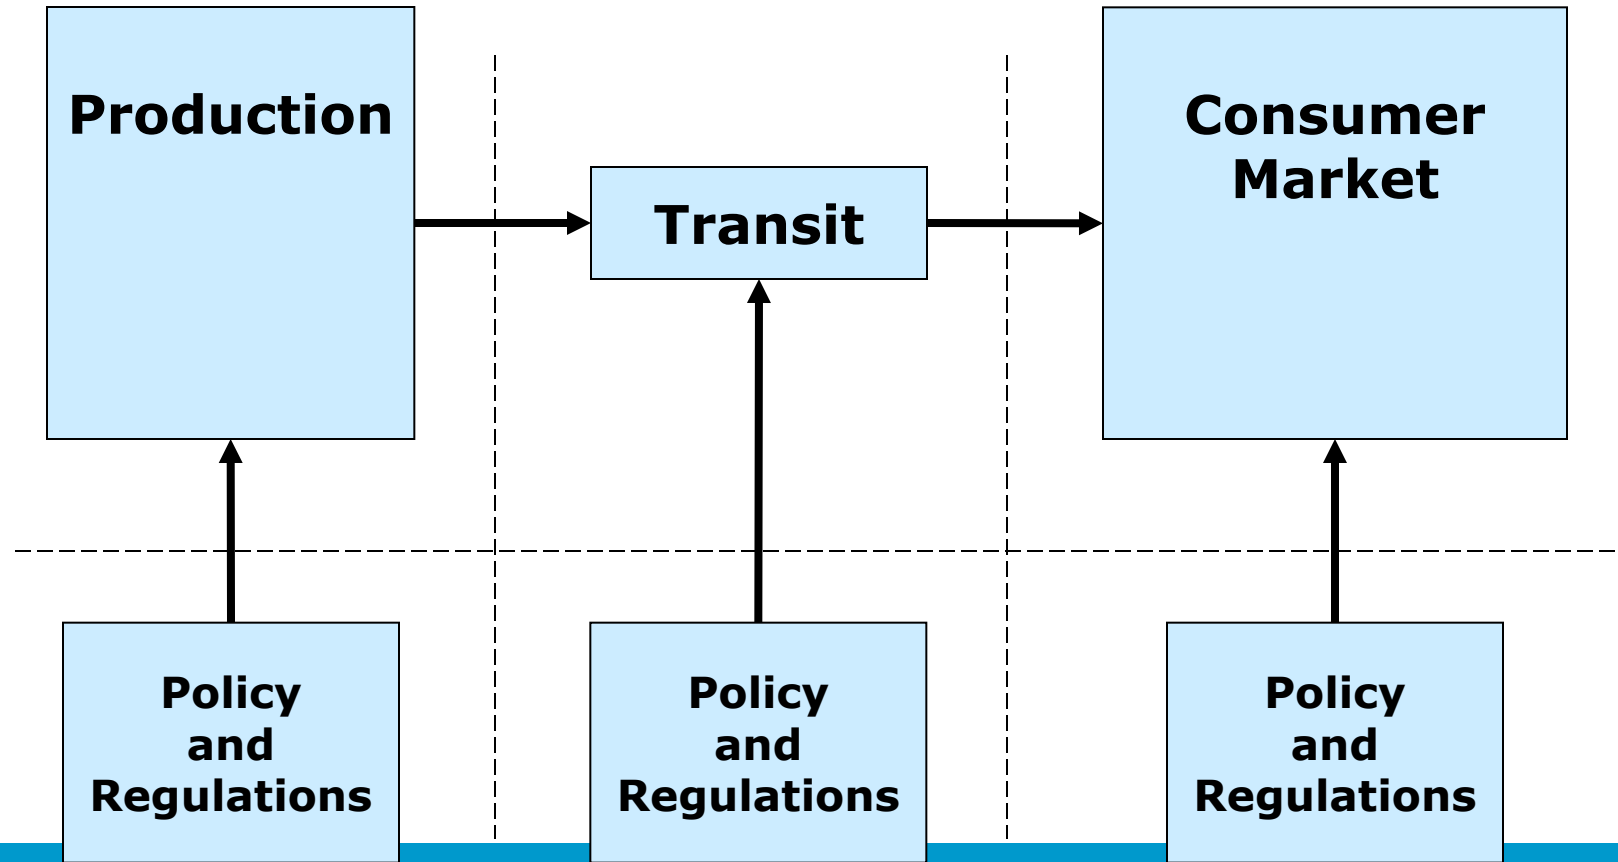 Production
Consumer
Market
Transit
Policy
and
Regulations
Policy
and
Regulations
Policy
and
Regulations